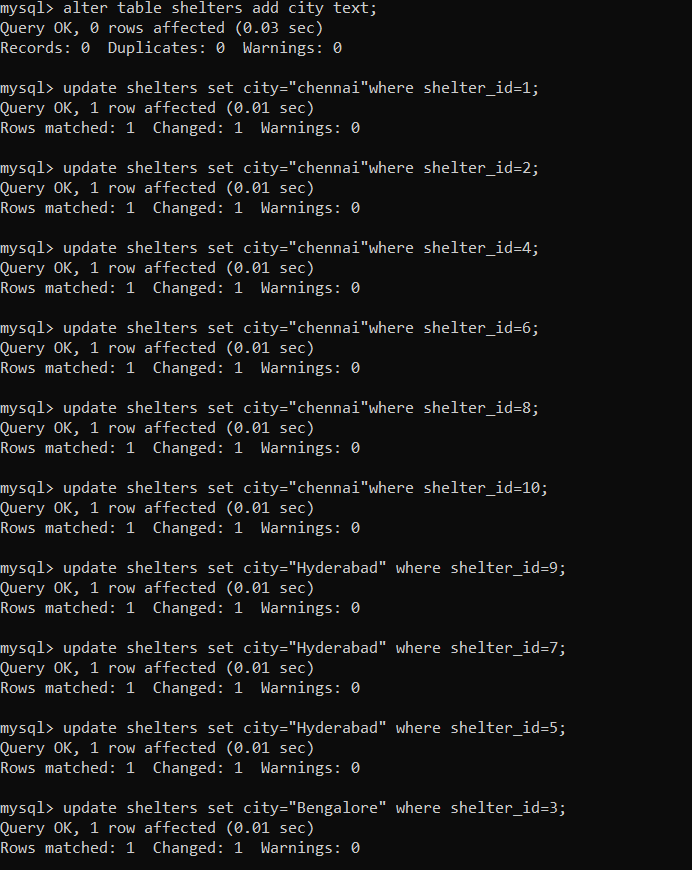 mysql> alter table shelters add city text;
Query OK, 0 rows affected (0.03 sec)
Records: 0  Duplicates: 0  Warnings: 0
mysql> update shelters set city="chennai"where shelter_id=1;
Query OK, 1 row affected (0.01 sec)
Rows matched: 1  Changed: 1  Warnings: 0
mysql> update shelters set city="chennai"where shelter_id=2;
Query OK, 1 row affected (0.01 sec)
Rows matched: 1  Changed: 1  Warnings: 0
mysql> update shelters set city="chennai"where shelter_id=4;
Query OK, 1 row affected (0.01 sec)
Rows matched: 1  Changed: 1  Warnings: 0
mysql> update shelters set city="chennai"where shelter_id=6;
Query OK, 1 row affected (0.01 sec)
Rows matched: 1  Changed: 1  Warnings: 0
mysql> update shelters set city="chennai"where shelter_id=8;
Query OK, 1 row affected (0.01 sec)
Rows matched: 1  Changed: 1  Warnings: 0
mysql> update shelters set city="chennai"where shelter_id=10;
Query OK, 1 row affected (0.01 sec)
Rows matched: 1  Changed: 1  Warnings: 0
mysql> update shelters set city="Hyderabad" where shelter_id=9;
Query OK, 1 row affected (0.01 sec)
Rows matched: 1  Changed: 1  Warnings: 0
mysql> update shelters set city="Hyderabad" where shelter_id=7;
Query OK, 1 row affected (0.01 sec)
Rows matched: 1  Changed: 1  Warnings: 0
mysql> update shelters set city="Hyderabad" where shelter_id=5;
Query OK, 1 row affected (0.01 sec)
Rows matched: 1  Changed: 1  Warnings: 0
mysql> update shelters set city="Bengalore" where shelter_id=3;
Query OK, 1 row affected (0.01 sec)
Rows matched: 1  Changed: 1  Warnings: 0